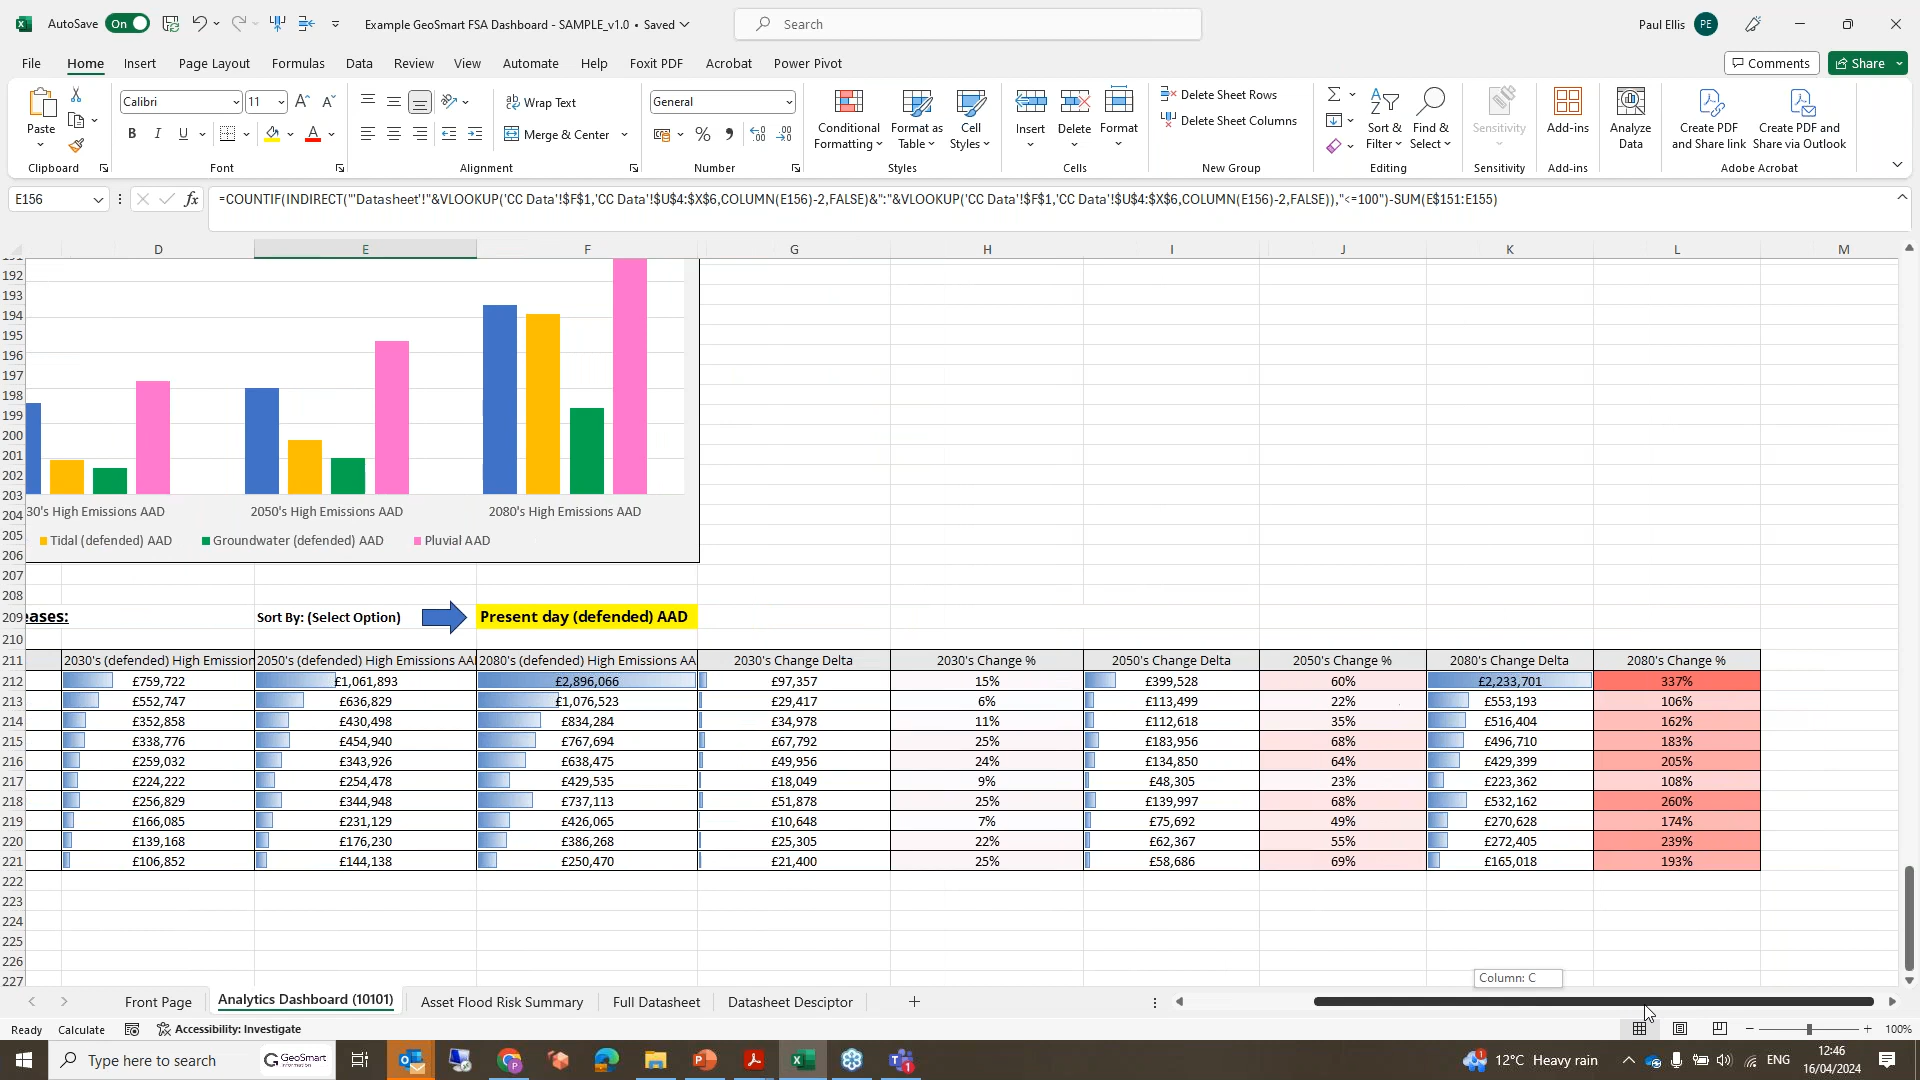 AutoSave On Example GeoSmart FSA Dashboard - SAMPLE_v1.0 • Saved Search Paul Ellis PE
File Home Insert Page Layout Formulas Data Review View Automate Help Foxit PDF Acrobat Power Pivot Comments Share
Calibri 11 Wrap Text General Delete Sheet Rows
Paste Merge & Center Delete Sheet Columns
Conditional Formatting Format as Table Cell Styles Insert Delete Format Sort & Filter Find & Select Sensitivity Add-ins Analyze Data Create PDF and Share link Create PDF and Share via Outlook
Clipboard Font Alignment Number Styles Cells New Group Editing Sensitivity Add-ins Adobe Acrobat
E156 fx =COUNTIF(INDIRECT("'Datasheet'!"&VLOOKUP('CC Data'!$F$1,'CC Data'!$U$4:$X$6,COLUMN(E156)-2,FALSE)&":"&VLOOKUP('CC Data'!$F$1,'CC Data'!$U$4:$X$6,COLUMN(E156)-2,FALSE)),"<=100")-SUM(E$151:E155)
D E F G H I J K L M
192
193
194
195
196
197
198
199
200
201
202
203
204 30's High Emissions AAD 2050's High Emissions AAD 2080's High Emissions AAD
205 Tidal (defended) AAD Groundwater (defended) AAD Pluvial AAD
206
207
208
209 eases: Sort By: (Select Option) Present day (defended) AAD
210
211 2030's (defended) High Emission 2050's (defended) High Emissions AA 2080's (defended) High Emissions AA 2030's Change Delta 2030's Change % 2050's Change Delta 2050's Change % 2080's Change Delta 2080's Change %
212 £759,722 £1,061,893 £2,896,066 £97,357 15% £399,528 60% £2,233,701 337%
213 £552,747 £636,829 £1,076,523 £29,417 6% £113,499 22% £553,193 106%
214 £352,858 £430,498 £834,284 £34,978 11% £112,618 35% £516,404 162%
215 £338,776 £454,940 £767,694 £67,792 25% £183,956 68% £496,710 183%
216 £259,032 £343,926 £638,475 £49,956 24% £134,850 64% £429,399 205%
217 £224,222 £254,478 £429,535 £18,049 9% £48,305 23% £223,362 108%
218 £256,829 £344,948 £737,113 £51,878 25% £139,997 68% £532,162 260%
219 £166,085 £231,129 £426,065 £10,648 7% £75,692 49% £270,628 174%
220 £139,168 £176,230 £386,268 £25,305 22% £62,367 55% £272,405 239%
221 £106,852 £144,138 £250,470 £21,400 25% £58,686 69% £165,018 193%
222
223
224
225
226
227
Column: C
Front Page Analytics Dashboard (10101) Asset Flood Risk Summary Full Datasheet Datasheet Desciptor
Ready Calculate Accessibility: Investigate 100%
Type here to search GeoSmart Information 12°C Heavy rain ENG 12:46
16/04/2024